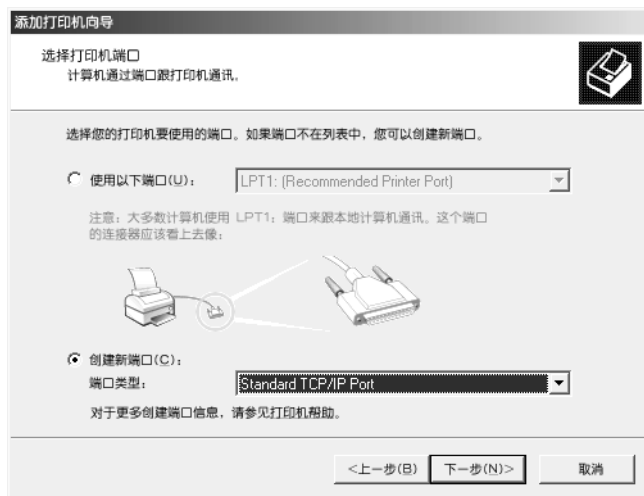 添加打印机向导
选择打印机端口
计算机通过端口跟打印机通讯。
选择您的打印机要使用的端口。如果端口不在列表中，您可以创建新端口。
使用以下端口(U)： LPT1: (Recommended Printer Port)
注意：大多数计算机使用 LPT1：端口来跟本地计算机通讯。这个端口
的连接器应该看上去像：
创建新端口(C)：
端口类型： Standard TCP/IP Port
对于更多创建端口信息，请参见打印机帮助。
<上一步(B) 下一步(N)> 取消